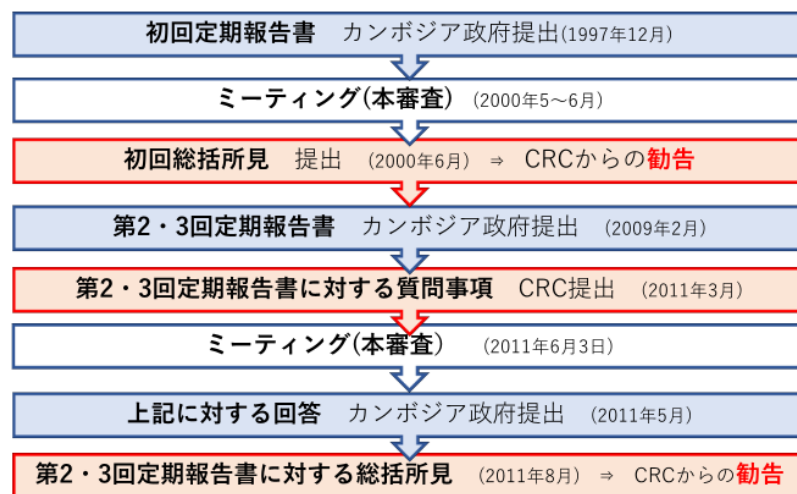 初回定期報告書 カンボジア政府提出(1997年12月)
ミーティング(本審査) (2000年5～6月)
初回総括所見 提出 (2000年6月) ⇒ CRCからの勧告
第2・3回定期報告書 カンボジア政府提出 (2009年2月)
第2・3回定期報告書に対する質問事項 CRC提出 (2011年3月)
ミーティング(本審査) (2011年6月3日)
上記に対する回答 カンボジア政府提出 (2011年5月)
第2・3回定期報告書に対する総括所見 (2011年8月) ⇒ CRCからの勧告